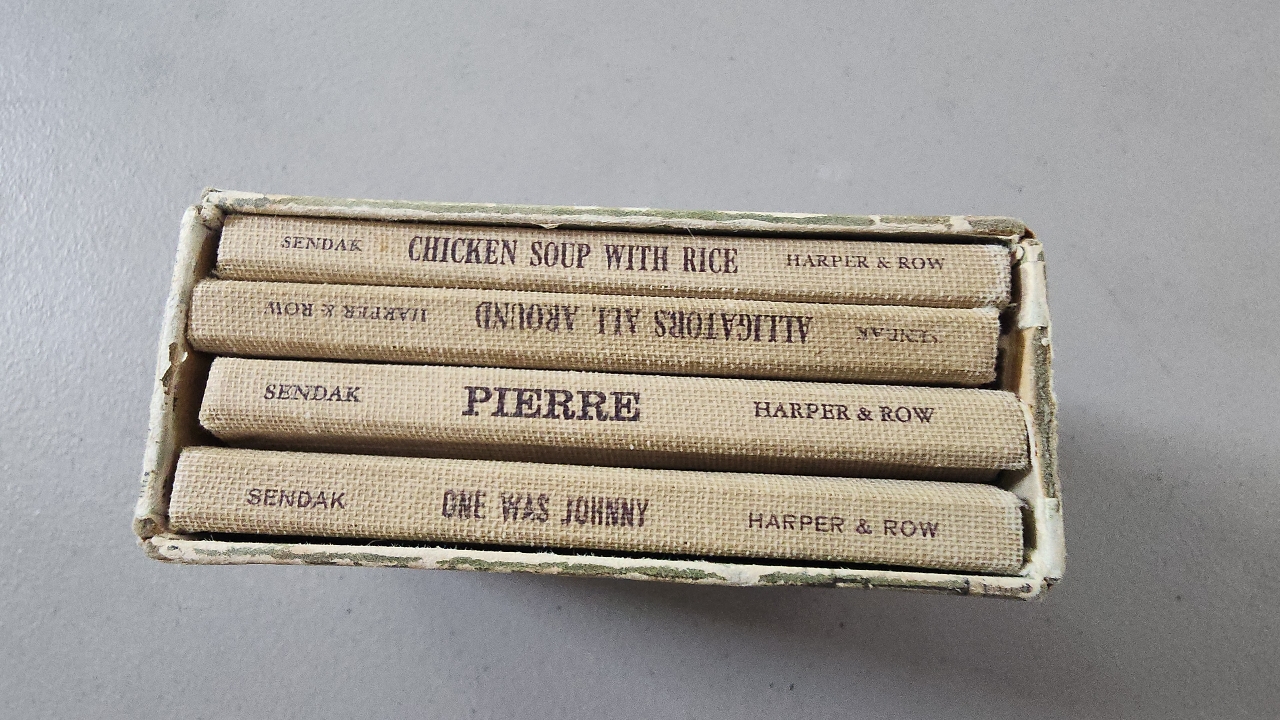 SENDAK CHICKEN SOUP WITH RICE HARPER & ROW
SENDAK ALLIGATORS ALL AROUND HARPER & ROW
SENDAK PIERRE HARPER & ROW
SENDAK ONE WAS JOHNNY HARPER & ROW